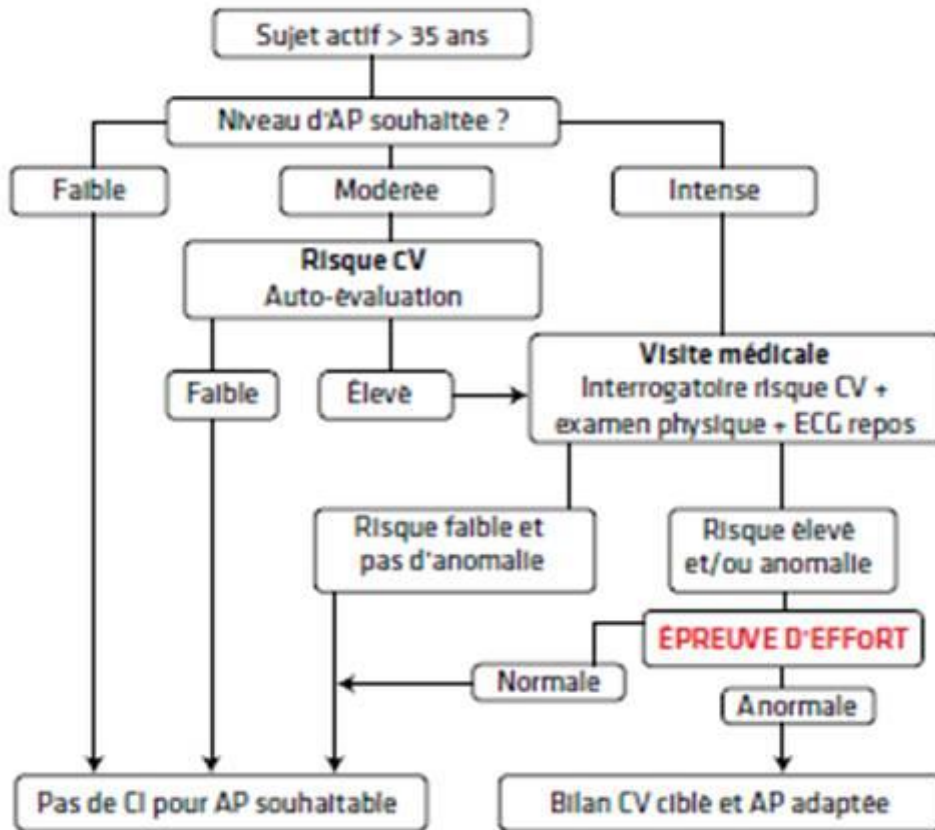 Sujet actif > 35 ans
Niveau d'AP souhaitée ?
Faible
Modérée
Intense
Risque CV
Auto-évaluation
Visite médicale
Interrogatoire risque CV +
examen physique + ECG repos
Faible
Élevé
Risque faible et
pas d'anomalie
Risque élevé
et/ou anomalie
ÉPREUVE D'EFFORT
Normale
Anormale
Pas de CI pour AP souhaitable
Bilan CV ciblé et AP adaptée